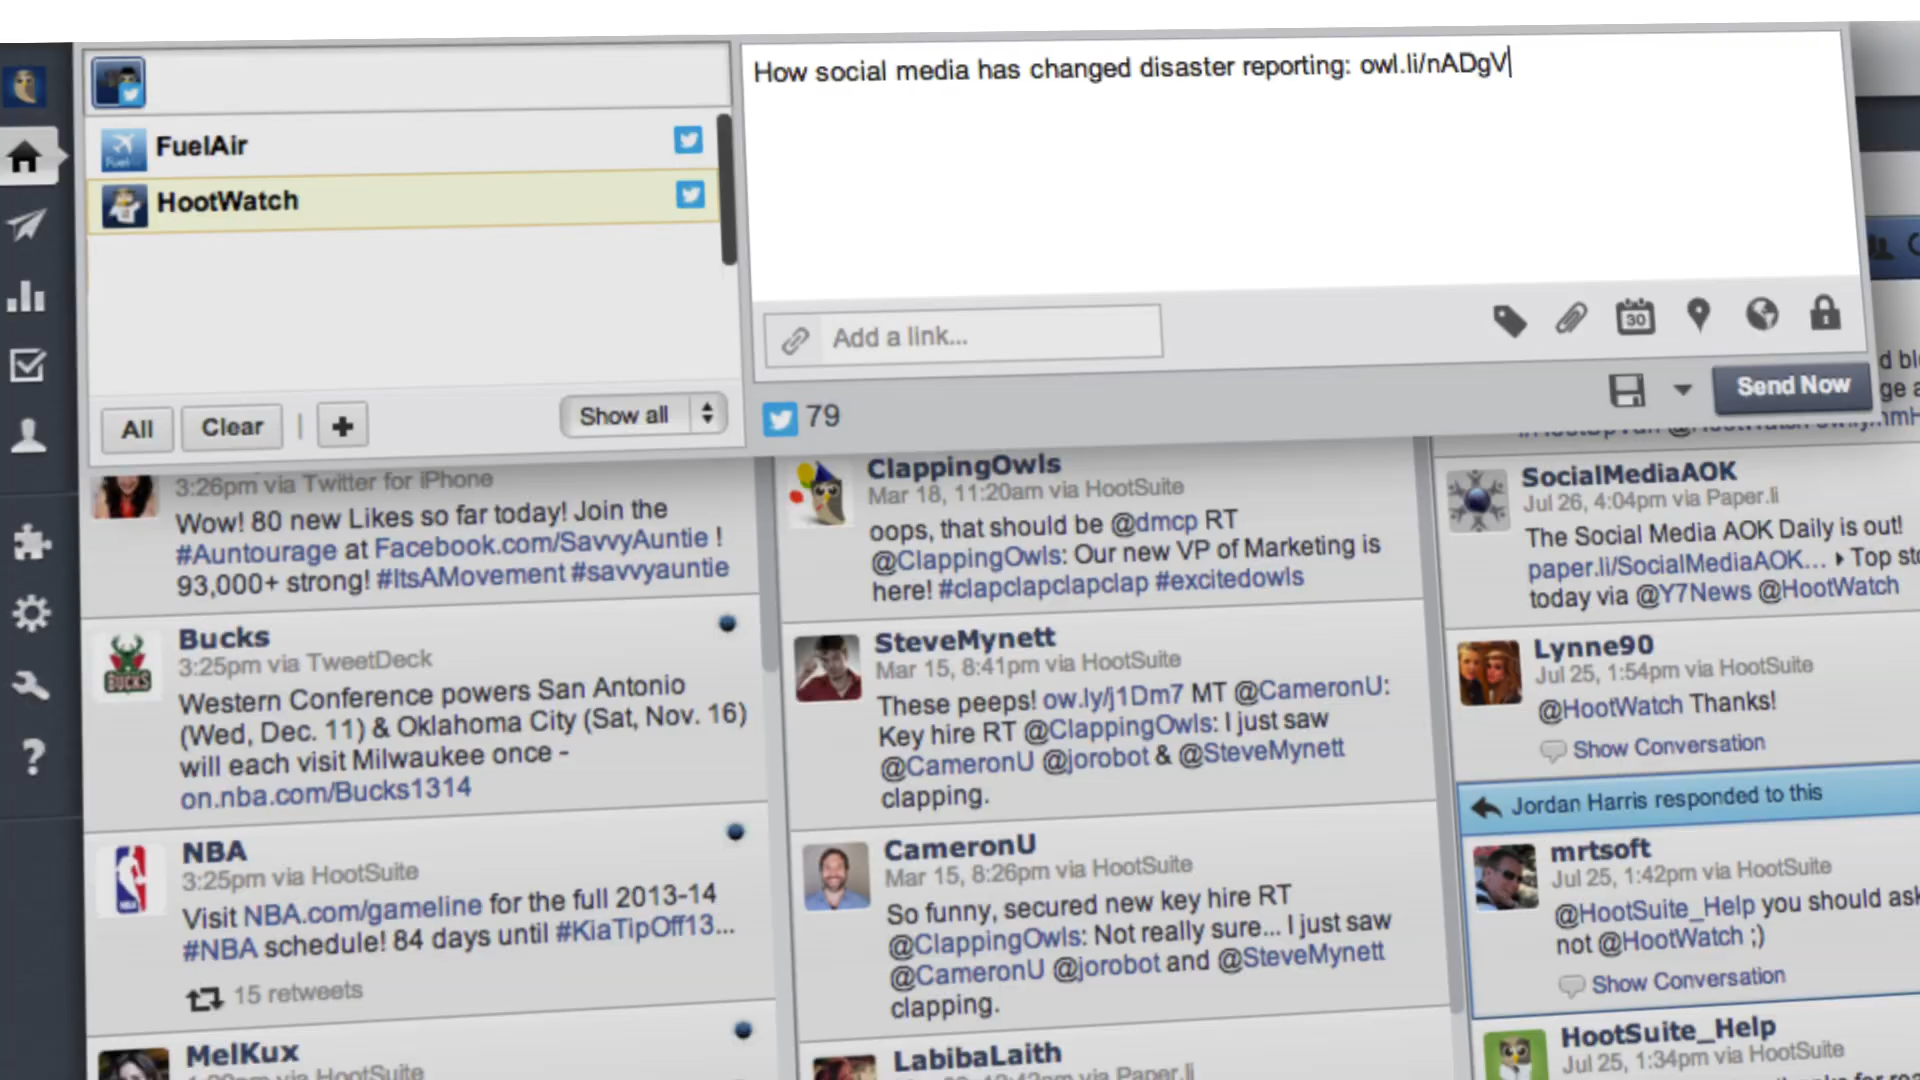 How social media has changed disaster reporting: owl.li/nADgV
Fuel
FuelAir
HootWatch
Add a link...
30
All
Clear
Show all
79
Send Now
3:26pm via Twitter for iPhone
Wow! 80 new Likes so far today! Join the
#Auntourage at Facebook.com/SavvyAuntie !
93,000+ strong! #ItsAMovement #savvyauntie
Bucks
3:25pm via TweetDeck
BUCKS
Western Conference powers San Antonio
(Wed, Dec. 11) & Oklahoma City (Sat, Nov. 16)
will each visit Milwaukee once -
on.nba.com/Bucks1314
NBA
3:25pm via HootSuite
Visit NBA.com/gameline for the full 2013-14
#NBA schedule! 84 days until #KiaTipOff13...
15 retweets
MelKux
via HootSuite
ClappingOwls
Mar 18, 11:20am via HootSuite
oops, that should be @dmcp RT
@ClappingOwls: Our new VP of Marketing is
here! #clapclapclapclap #excitedowls
SteveMynett
Mar 15, 8:41pm via HootSuite
These peeps! ow.ly/j1Dm7 MT @CameronU:
Key hire RT @ClappingOwls: I just saw
@CameronU @jorobot & @SteveMynett
clapping.
CameronU
Mar 15, 8:26pm via HootSuite
So funny, secured new key hire RT
@ClappingOwls: Not really sure... I just saw
@CameronU @jorobot and @SteveMynett
clapping.
LabibaLaith
via Paper.li
SocialMediaAOK
Jul 26, 4:04pm via Paper.li
The Social Media AOK Daily is out!
paper.li/SocialMediaAOK... Top
today via @Y7News @HootWatch
Lynne90
Jul 25, 1:54pm via HootSuite
@HootWatch Thanks!
Show Conversation
Jordan Harris responded to this
mrtsoft
Jul 25, 1:42pm via HootSuite
@HootSuite_Help you should ask
not @HootWatch ;)
Show Conversation
HootSuite_Help
Jul 25, 1:34pm via HootSuite